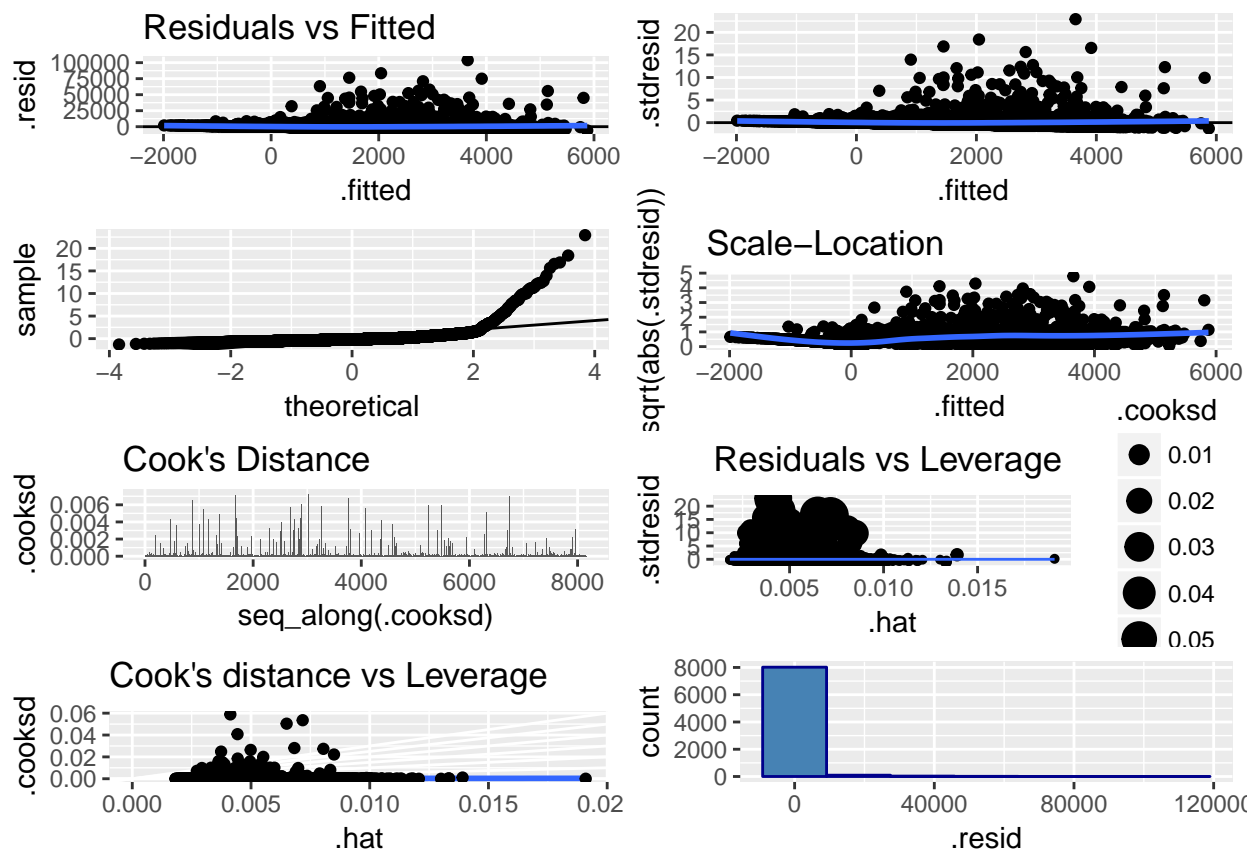 Residuals vs Fitted
.resid
100000
75000
50000
25000
0
−2000 0 2000 4000 6000
.fitted
.stdresid
20
15
10
5
0
−2000 0 2000 4000 6000
.fitted
sample
20
15
10
5
0
−4 −2 0 2 4
theoretical
Scale−Location
sqrt(abs(.stdresid))
5
4
3
2
1
0
−2000 0 2000 4000 6000
.fitted
Cook's Distance
.cooksd
0.006
0.004
0.002
0.000
0 2000 4000 6000 8000
seq_along(.cooksd)
Residuals vs Leverage
.stdresid
20
15
10
5
0
0.005 0.010 0.015
.hat
.cooksd
0.01
0.02
0.03
0.04
0.05
Cook's distance vs Leverage
.cooksd
0.06
0.04
0.02
0.00
0.000 0.005 0.010 0.015 0.02
.hat
count
8000
6000
4000
2000
0
0 40000 80000 120000
.resid